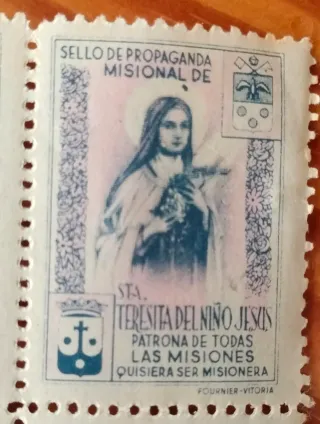 SELLO DE PROPAGANDA
MISIONAL DE
STA.
TERESITA DEL NIÑO JESUS
PATRONA DE TODAS
LAS MISIONES
QUISIERA SER MISIONERA
FOURNIER-VITORIA